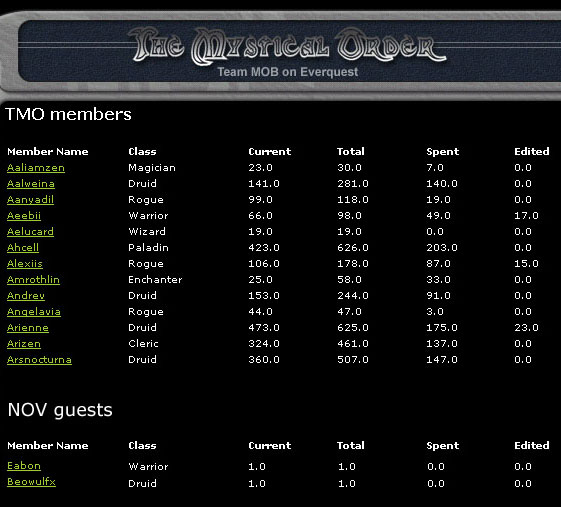 The Mystical Order
Team MOB on Everquest
TMO members
Member Name Class Current Total Spent Edited
Aaliamzen Magician 23.0 30.0 7.0 0.0
Aalweina Druid 141.0 281.0 140.0 0.0
Aanyadil Rogue 99.0 118.0 19.0 0.0
Aeebii Warrior 66.0 98.0 49.0 17.0
Aelucard Wizard 19.0 19.0 0.0 0.0
Ahcell Paladin 423.0 626.0 203.0 0.0
Alexiis Rogue 106.0 178.0 87.0 15.0
Amrothlin Enchanter 25.0 58.0 33.0 0.0
Andrev Druid 153.0 244.0 91.0 0.0
Angelavia Rogue 44.0 47.0 3.0 0.0
Arienne Druid 473.0 625.0 175.0 23.0
Arizen Cleric 324.0 461.0 137.0 0.0
Arsnocturna Druid 360.0 507.0 147.0 0.0
NOV guests
Member Name Class Current Total Spent Edited
Eabon Warrior 1.0 1.0 0.0 0.0
Beowulfx Druid 1.0 1.0 0.0 0.0